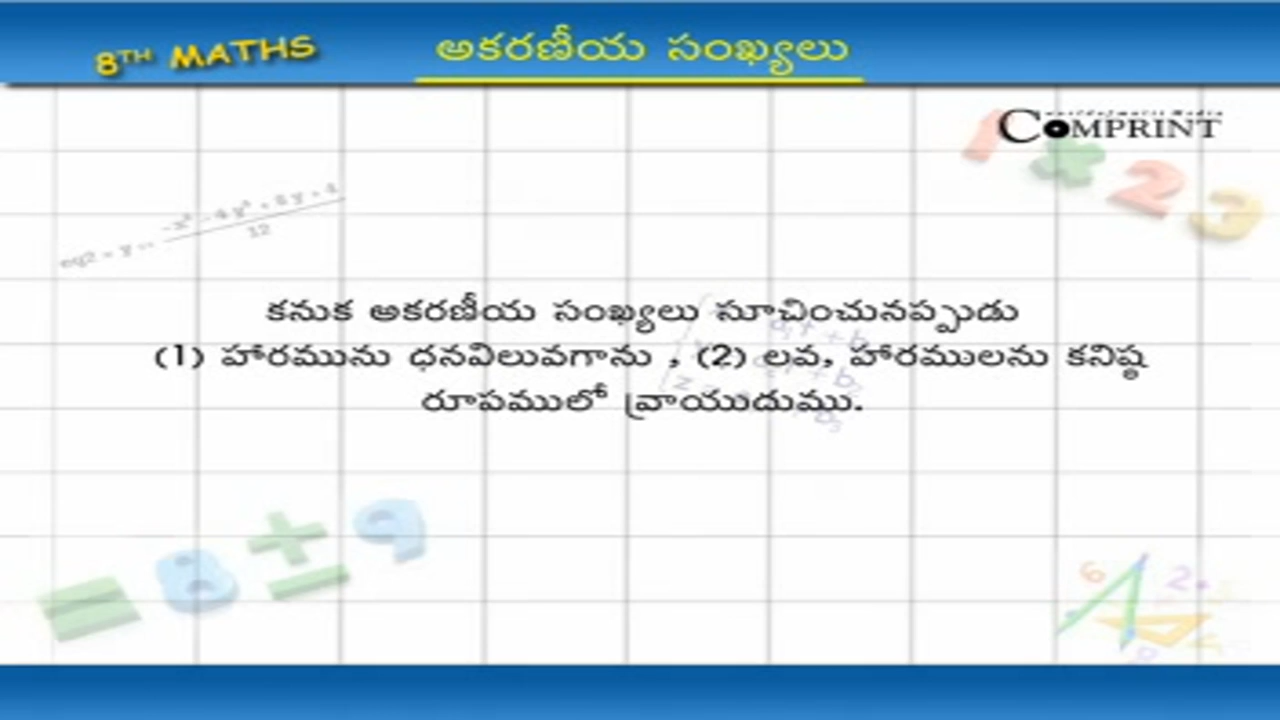 8TH MATHS
అకరణీయ సంఖ్యలు
COMPRINT
కనుక అకరణీయ సంఖ్యలు సూచించునప్పుడు
(1) హారమును ధనవిలువగాను , (2) లవ, హారములను కనిష్ఠ
రూపములో వ్రాయుదుము.